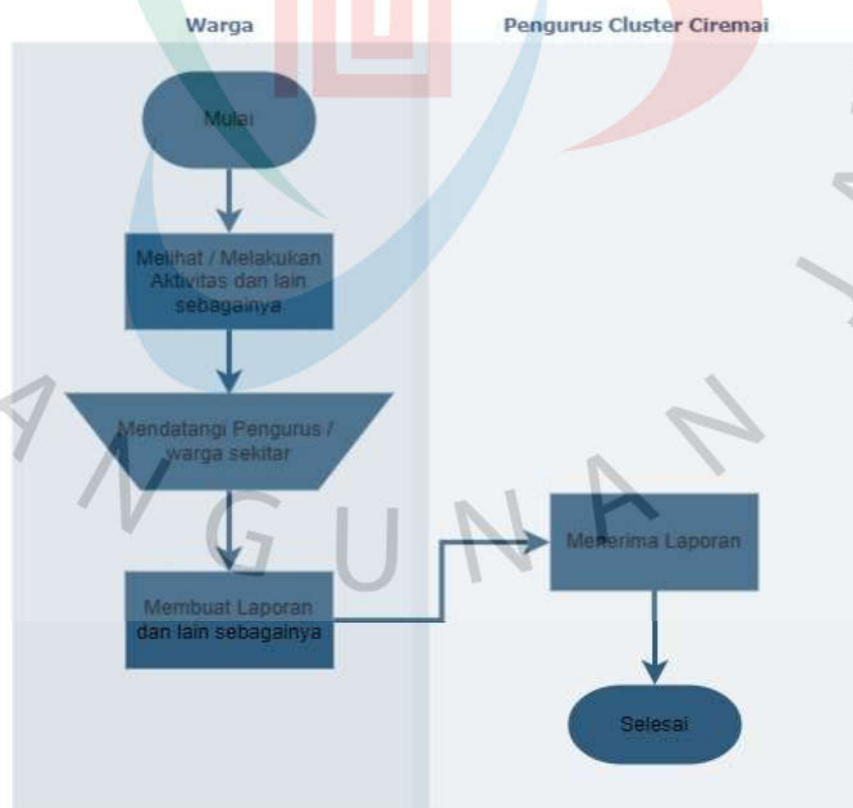 Warga
Pengurus Cluster Ciremai
Mulai
Melihat / Melakukan
Aktivitas dan lain
sebagainya
Mendatangi Pengurus /
warga sekitar
Membuat Laporan
dan lain sebagainya
Menerima Laporan
Selesai
ANGUNAN